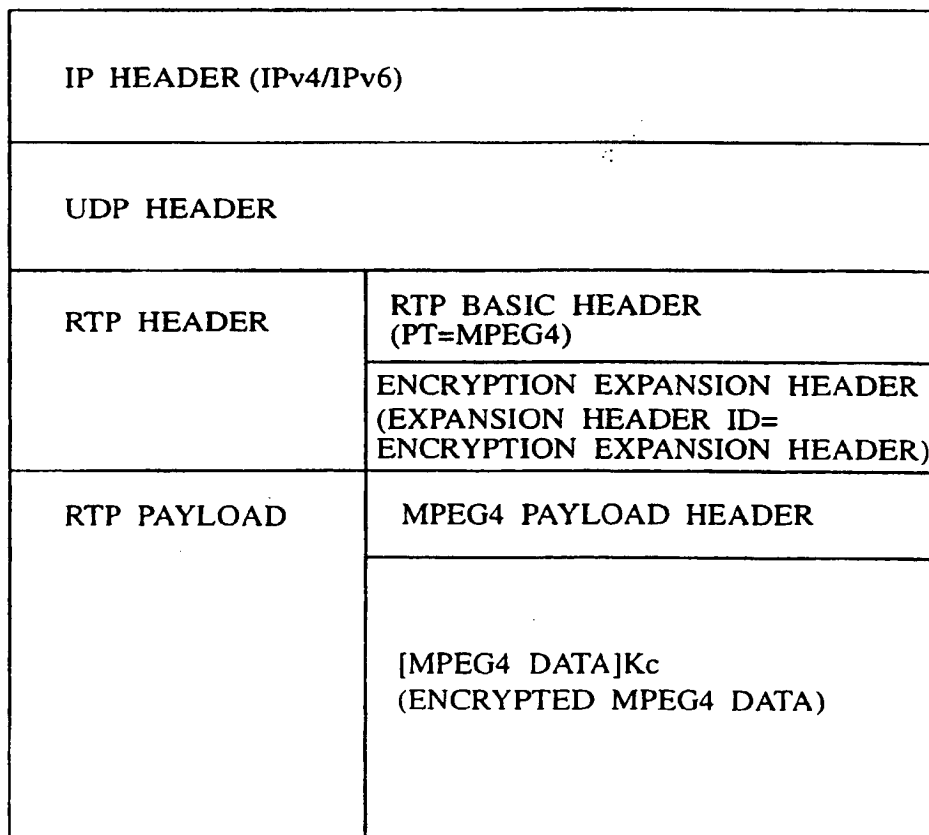 IP HEADER (IPv4/IPv6)
UDP HEADER
RTP HEADER
RTP BASIC HEADER
(PT=MPEG4)
ENCRYPTION EXPANSION HEADER
(EXPANSION HEADER ID=
ENCRYPTION EXPANSION HEADER)
RTP PAYLOAD
MPEG4 PAYLOAD HEADER
[MPEG4 DATA]Kc
(ENCRYPTED MPEG4 DATA)